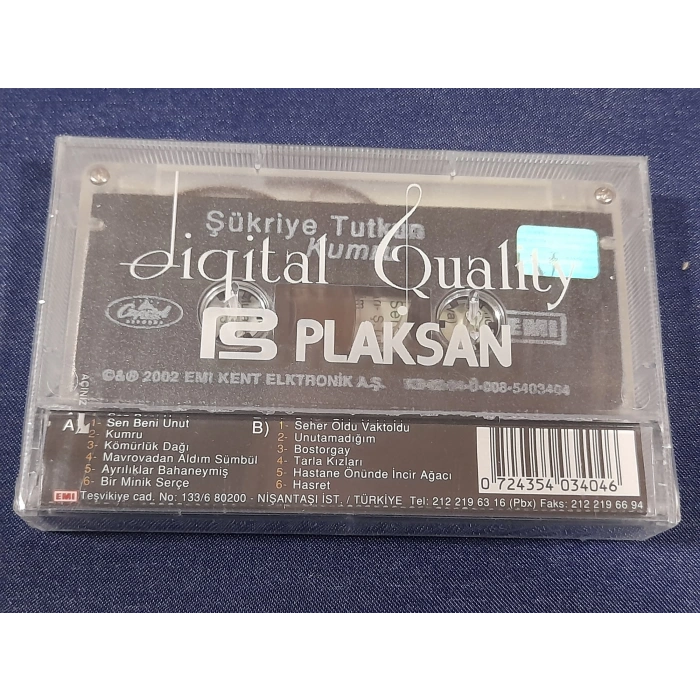 Şükriye Tutkun
Kumru
digital Quality
Capitol
RECORDS
EMI
PLAKSAN
©&℗ 2002 EMI KENT ELKTRONİK A.Ş.
008-5403404
AÇINIZ
A)
1- Sen Beni Unut
2- Kumru
3- Kömürlük Dağı
4- Mavrovadan Aldım Sümbül
5- Ayrılıklar Bahaneymiş
6- Bir Minik Serçe
B)
1- Seher Oldu Vaktoldu
2- Unutamadığım
3- Bostorgay
4- Tarla Kızları
5- Hastane Önünde İncir Ağacı
6- Hasret
0 724354 034046
EMI Teşvikiye cad. No: 133/6 80200 - NİŞANTAŞI İST. / TÜRKİYE Tel: 212 219 63 16 (Pbx) Faks: 212 219 66 94